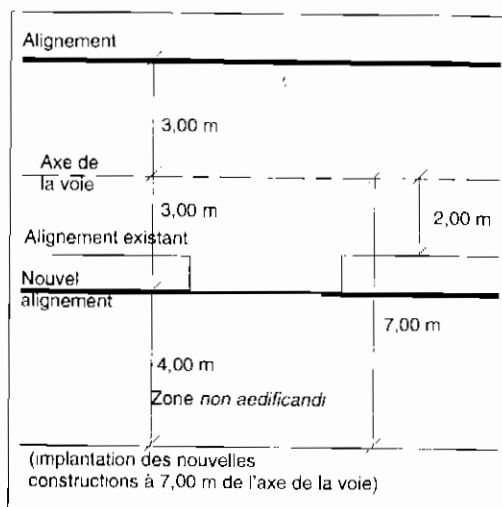 Alignement
3,00 m
Axe de
la voie
3,00 m
2,00 m
Alignement existant
Nouvel
alignement
7,00 m
4,00 m
Zone non aedificandi
(implantation des nouvelles
constructions à 7,00 m de l'axe de la voie)